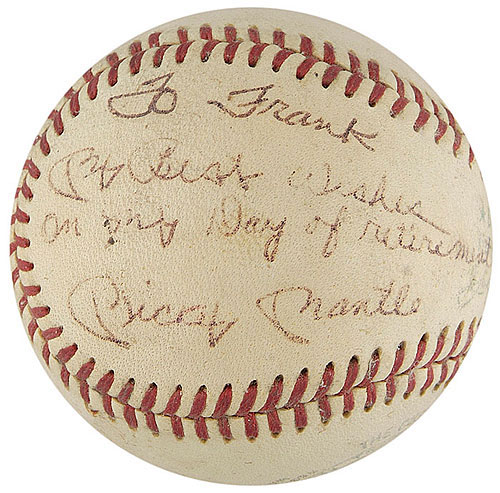 To Frank
My Best Wishes
on my Day of retirement
Mickey Mantle